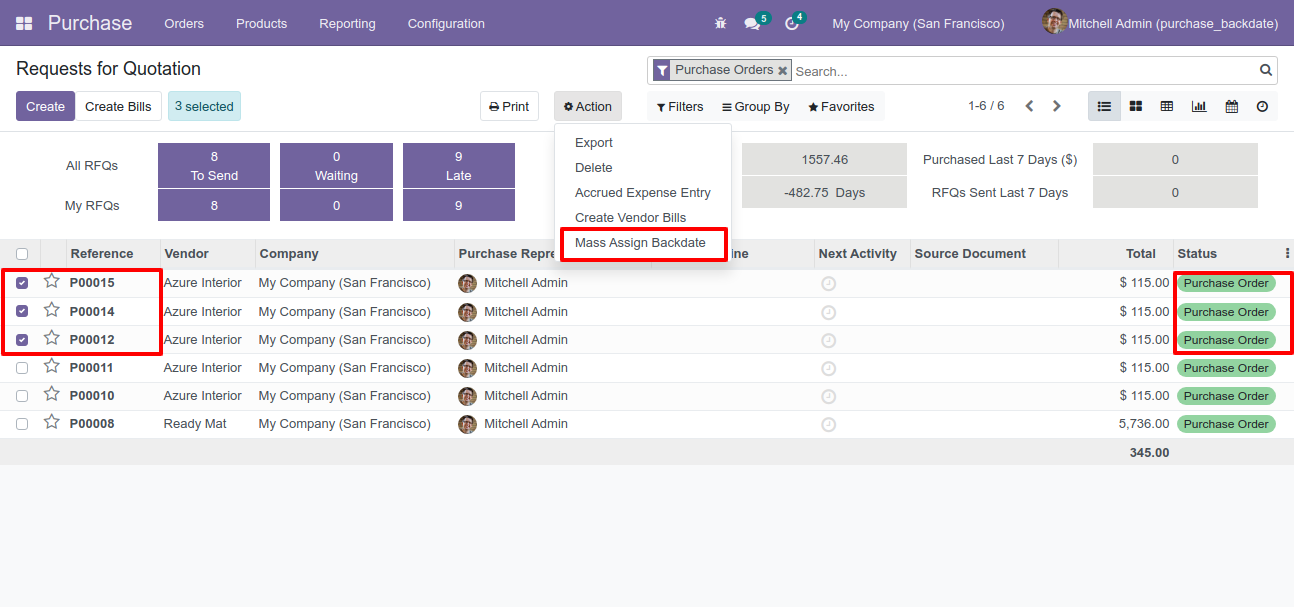 Purchase Orders Products Reporting Configuration 5 4 My Company (San Francisco) Mitchell Admin (purchase_backdate)
Requests for Quotation Purchase Orders Search...
Create Create Bills 3 selected Print Action Filters Group By Favorites 1-6 / 6
Export
Delete
Accrued Expense Entry
Create Vendor Bills
Mass Assign Backdate
All RFQs 8 To Send 0 Waiting 9 Late 1557.46 Purchased Last 7 Days ($) 0
My RFQs 8 0 9 -482.75 Days RFQs Sent Last 7 Days 0
Reference Vendor Company Purchase Repre ine Next Activity Source Document Total Status
P00015 Azure Interior My Company (San Francisco) Mitchell Admin $ 115.00 Purchase Order
P00014 Azure Interior My Company (San Francisco) Mitchell Admin $ 115.00 Purchase Order
P00012 Azure Interior My Company (San Francisco) Mitchell Admin $ 115.00 Purchase Order
P00011 Azure Interior My Company (San Francisco) Mitchell Admin $ 115.00 Purchase Order
P00010 Azure Interior My Company (San Francisco) Mitchell Admin $ 115.00 Purchase Order
P00008 Ready Mat My Company (San Francisco) Mitchell Admin 5,736.00 Purchase Order
345.00